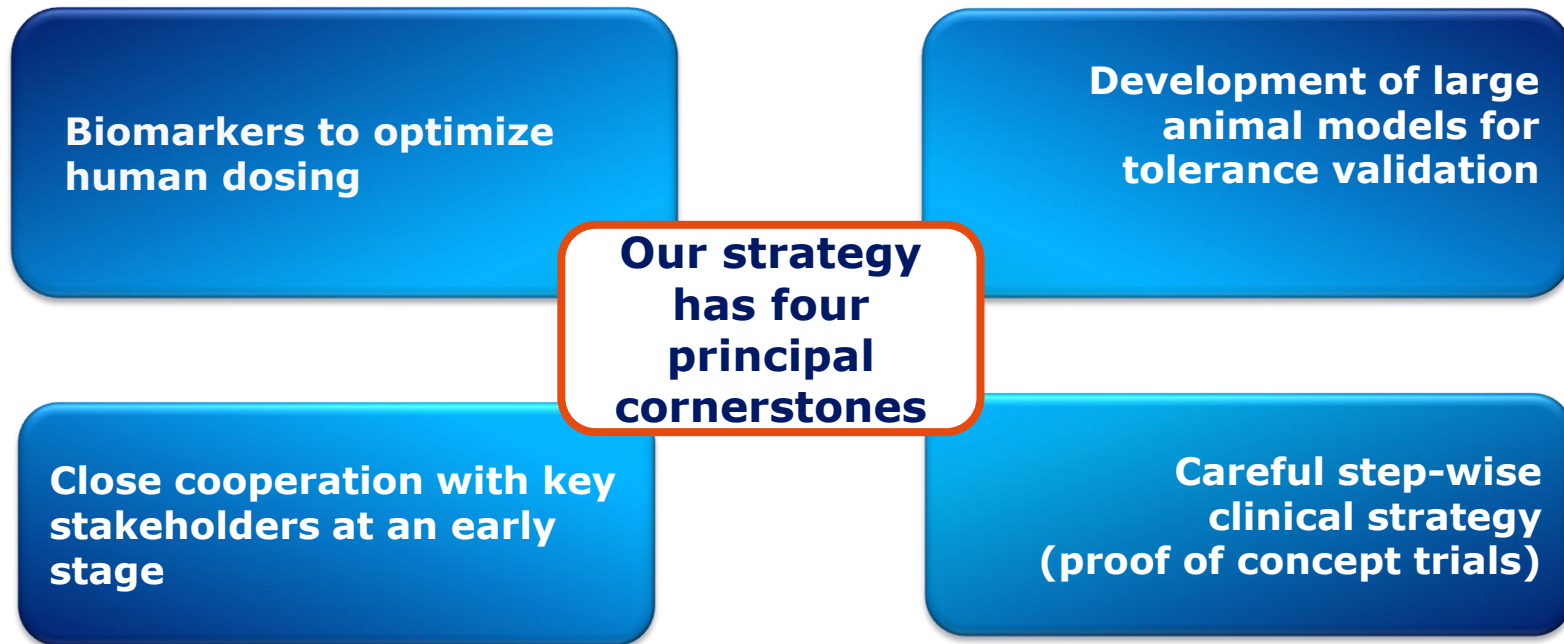 Biomarkers to optimize
human dosing
Development of large
animal models for
tolerance validation
Our strategy
has four
principal
cornerstones
Close cooperation with key
stakeholders at an early
stage
Careful step-wise
clinical strategy
(proof of concept trials)